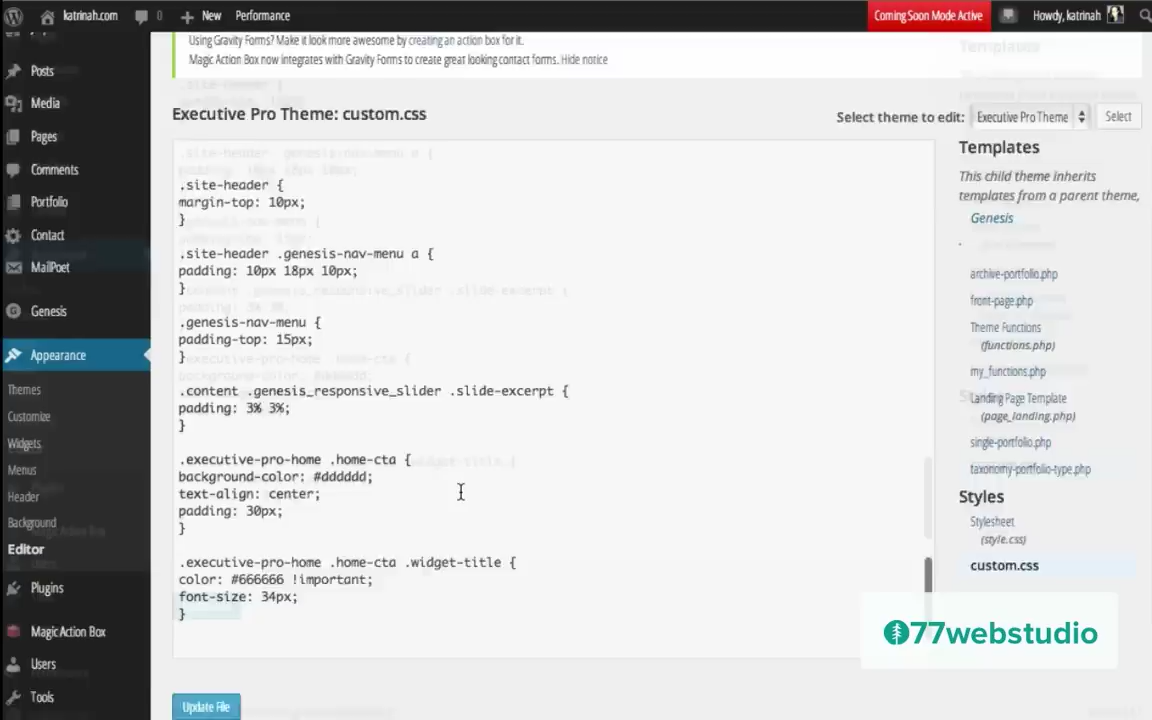 katrinah.com
0
New
Performance
Coming Soon Mode Active
Howdy, katrinah
Posts
Media
Pages
Comments
Portfolio
Contact
MailPoet
Genesis
Appearance
Themes
Customize
Widgets
Menus
Header
Background
Editor
Plugins
Magic Action Box
Users
Tools
Using Gravity Forms? Make it look more awesome by creating an action box for it.
Magic Action Box now integrates with Gravity Forms to create great looking contact forms. Hide notice
Executive Pro Theme: custom.css
Select theme to edit:
Executive Pro Theme
Select
.site-header {
margin-top: 10px;
}
.site-header .genesis-nav-menu a {
padding: 10px 18px 10px;
}
.genesis-nav-menu {
padding-top: 15px;
}
.content .genesis_responsive_slider .slide-excerpt {
padding: 3% 3%;
}
.executive-pro-home .home-cta {
background-color: #dddddd;
text-align: center;
padding: 30px;
}
.executive-pro-home .home-cta .widget-title {
color: #666666 !important;
font-size: 34px;
}
Update File
Templates
This child theme inherits
templates from a parent theme,
Genesis
.
archive-portfolio.php
front-page.php
Theme Functions
(functions.php)
my_functions.php
Landing Page Template
(page_landing.php)
single-portfolio.php
taxonomy-portfolio-type.php
Styles
Stylesheet
(style.css)
custom.css
77webstudio